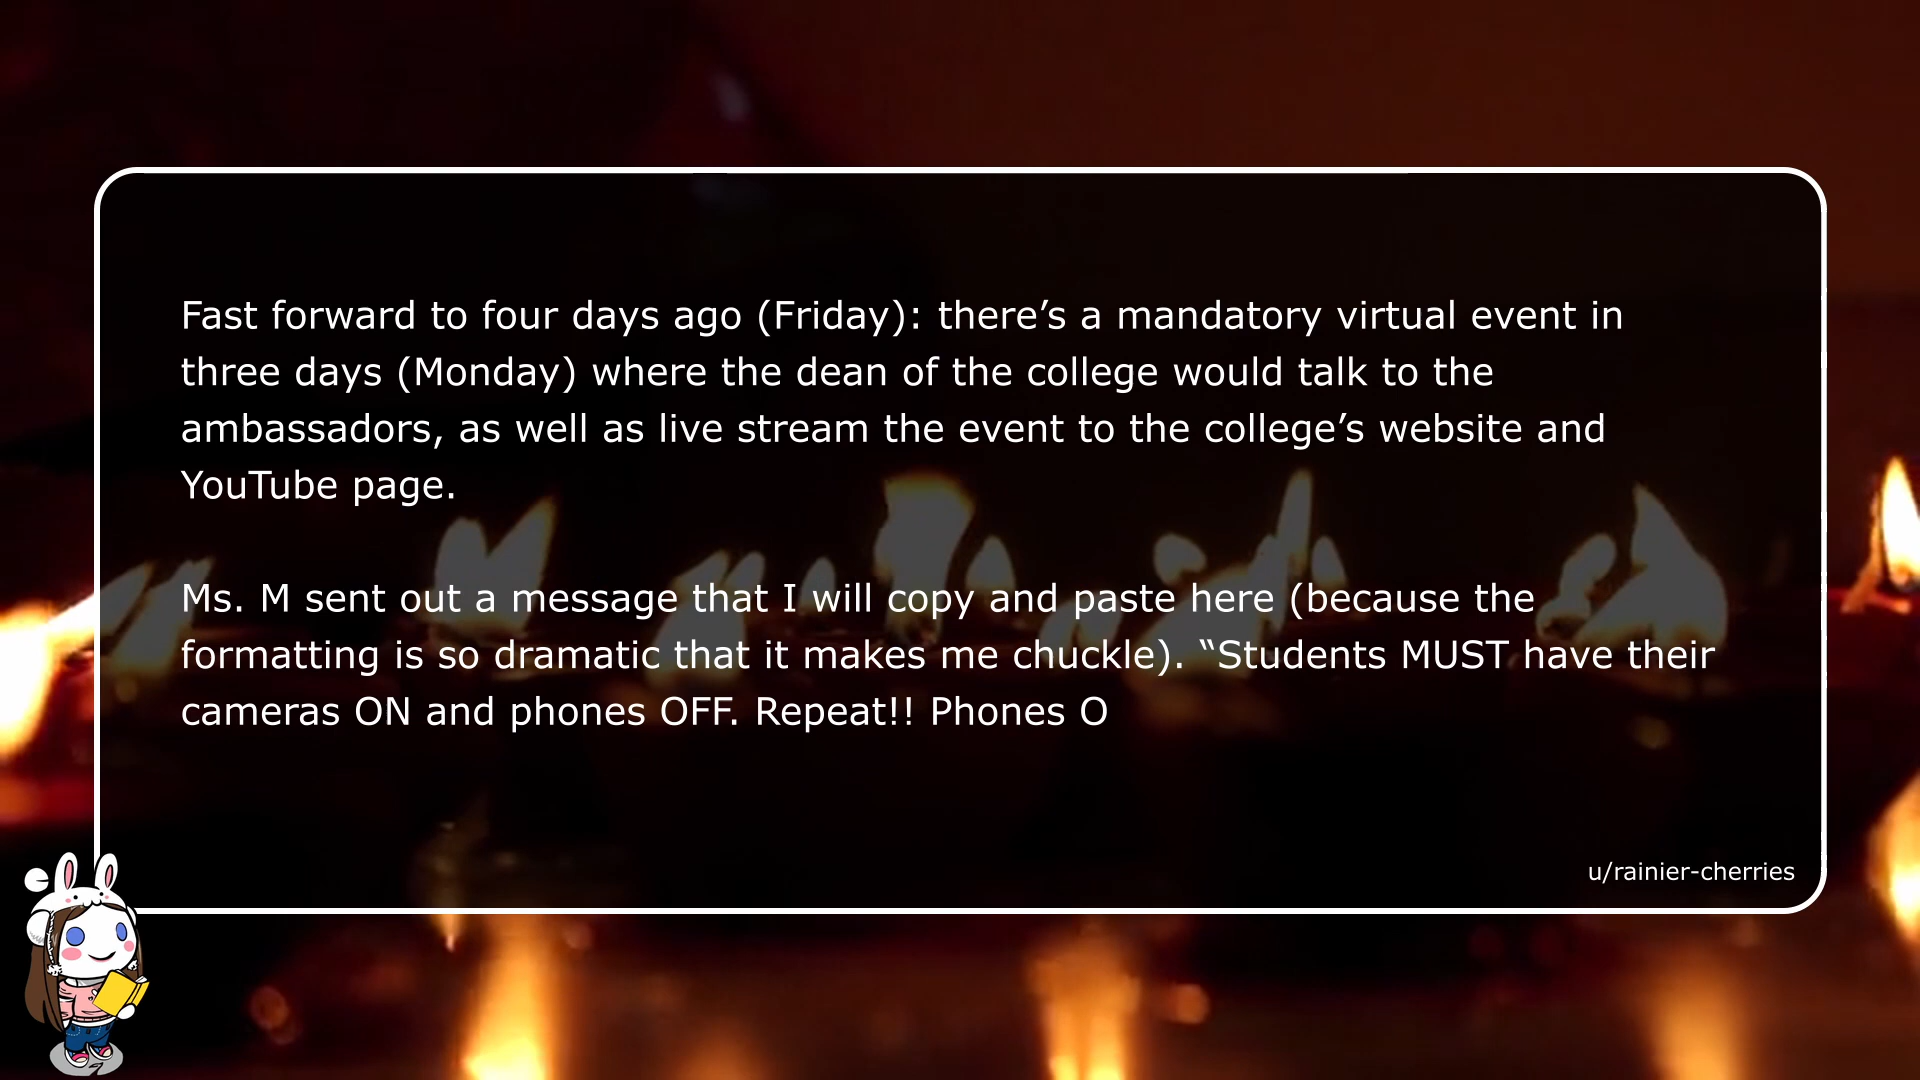 Fast forward to four days ago (Friday): there’s a mandatory virtual event in
three days (Monday) where the dean of the college would talk to the
ambassadors, as well as live stream the event to the college’s website and
YouTube page.
Ms. M sent out a message that I will copy and paste here (because the
formatting is so dramatic that it makes me chuckle). “Students MUST have their
cameras ON and phones OFF. Repeat!! Phones O
u/rainier-cherries